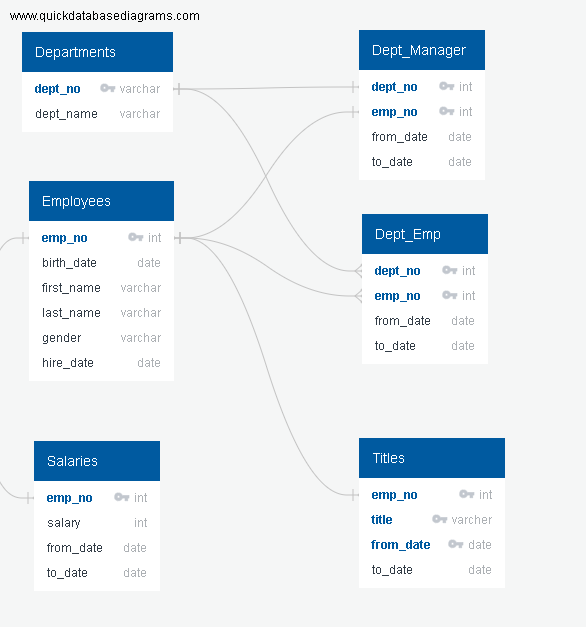 www.quickdatabasediagrams.com
Departments
dept_no varchar
dept_name varchar
Dept_Manager
dept_no int
emp_no int
from_date date
to_date date
Employees
emp_no int
birth_date date
first_name varchar
last_name varchar
gender varchar
hire_date date
Dept_Emp
dept_no int
emp_no int
from_date date
to_date date
Salaries
emp_no int
salary int
from_date date
to_date date
Titles
emp_no int
title varcher
from_date date
to_date date